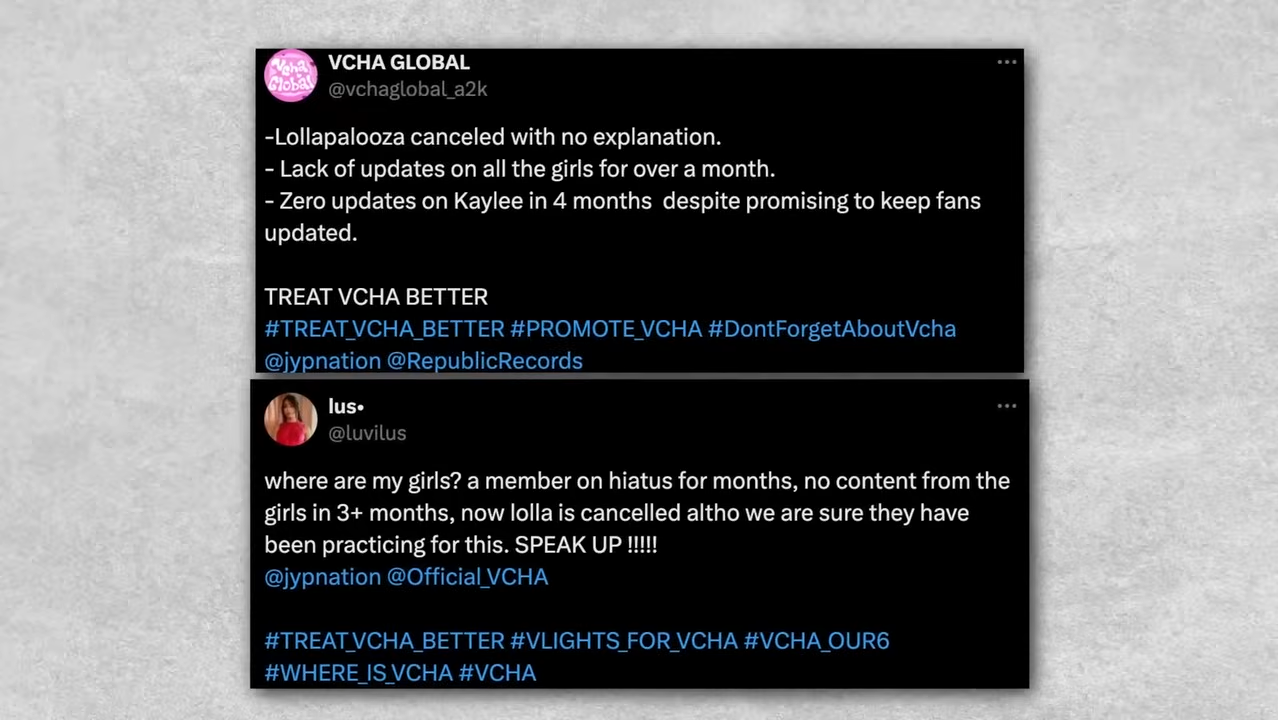 Vcha Global
VCHA GLOBAL
@vchaglobal_a2k
-Lollapalooza canceled with no explanation.
- Lack of updates on all the girls for over a month.
- Zero updates on Kaylee in 4 months  despite promising to keep fans
updated.
TREAT VCHA BETTER
#TREAT_VCHA_BETTER #PROMOTE_VCHA #DontForgetAboutVcha
@jypnation @RepublicRecords
lus•
@luvilus
where are my girls? a member on hiatus for months, no content from the
girls in 3+ months, now lolla is cancelled altho we are sure they have
been practicing for this. SPEAK UP !!!!!
@jypnation @Official_VCHA
#TREAT_VCHA_BETTER #VLIGHTS_FOR_VCHA #VCHA_OUR6
#WHERE_IS_VCHA #VCHA